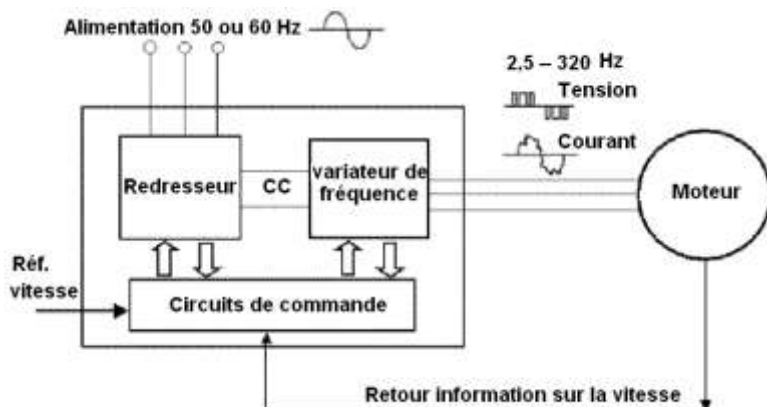 Alimentation 50 ou 60 Hz
2,5 – 320 Hz
Tension
Courant
Redresseur
CC
variateur de
fréquence
Moteur
Réf.
vitesse
Circuits de commande
Retour information sur la vitesse